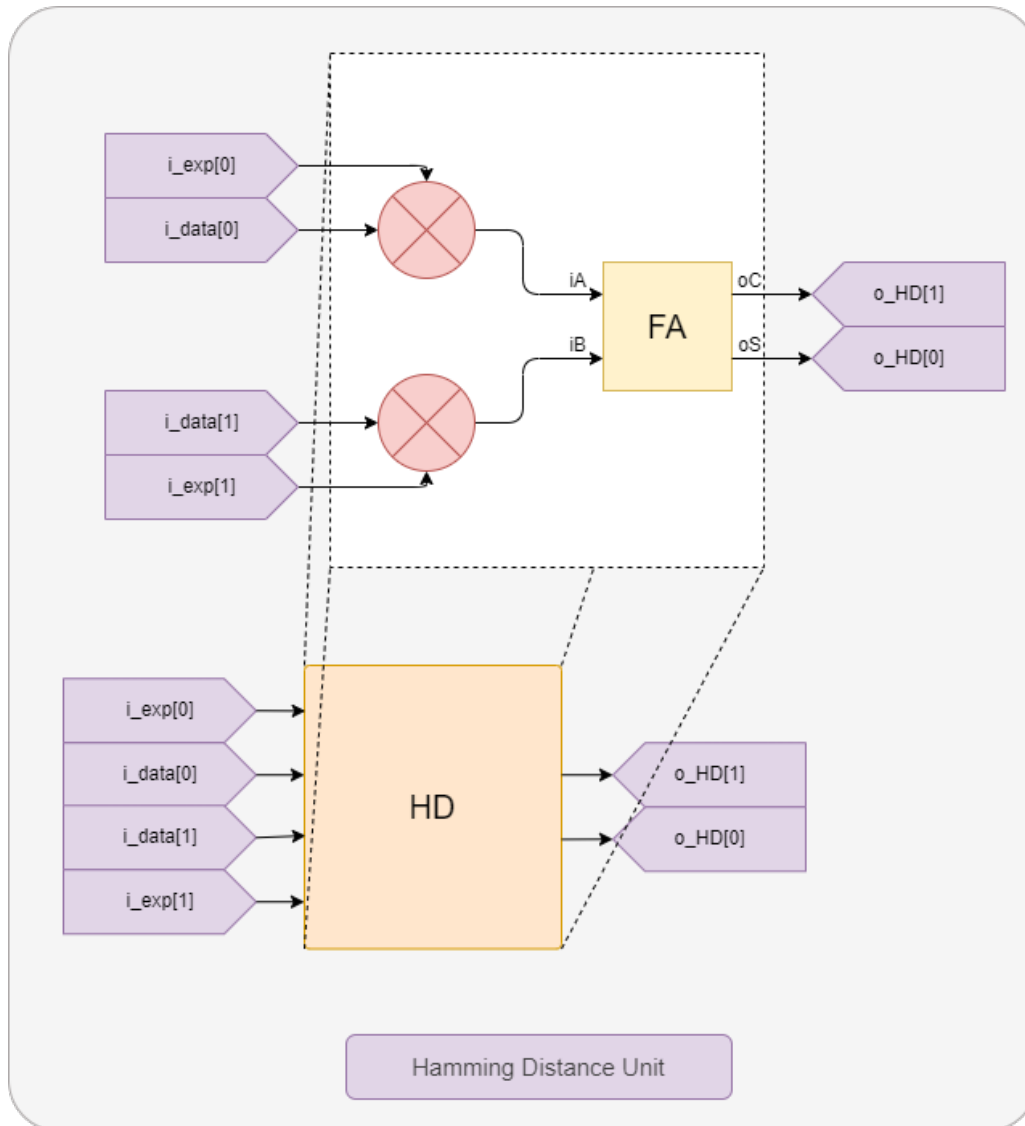 i_exp[0]
i_data[0]
iA
oC
o_HD[1]
FA
iB
oS
o_HD[0]
i_data[1]
i_exp[1]
i_exp[0]
i_data[0]
i_data[1]
i_exp[1]
HD
o_HD[1]
o_HD[0]
Hamming Distance Unit